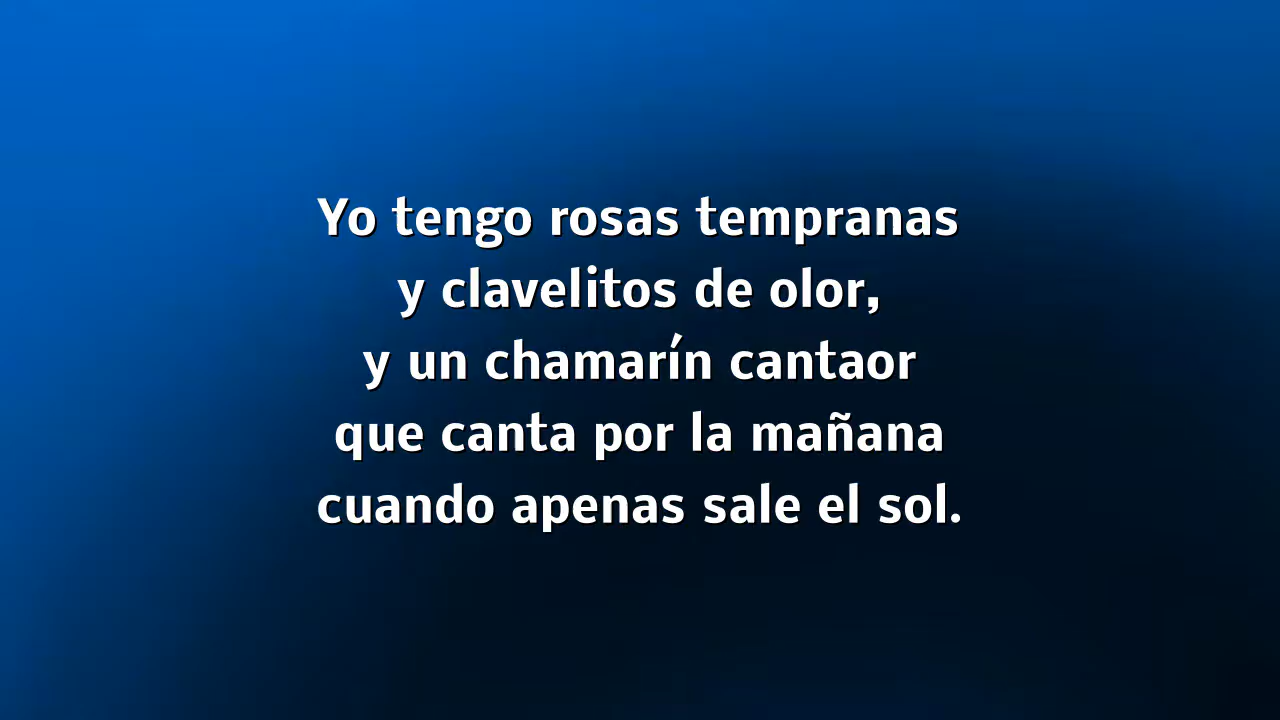 Yo tengo rosas tempranas
y clavelitos de olor,
y un chamarín cantaor
que canta por la mañana
cuando apenas sale el sol.